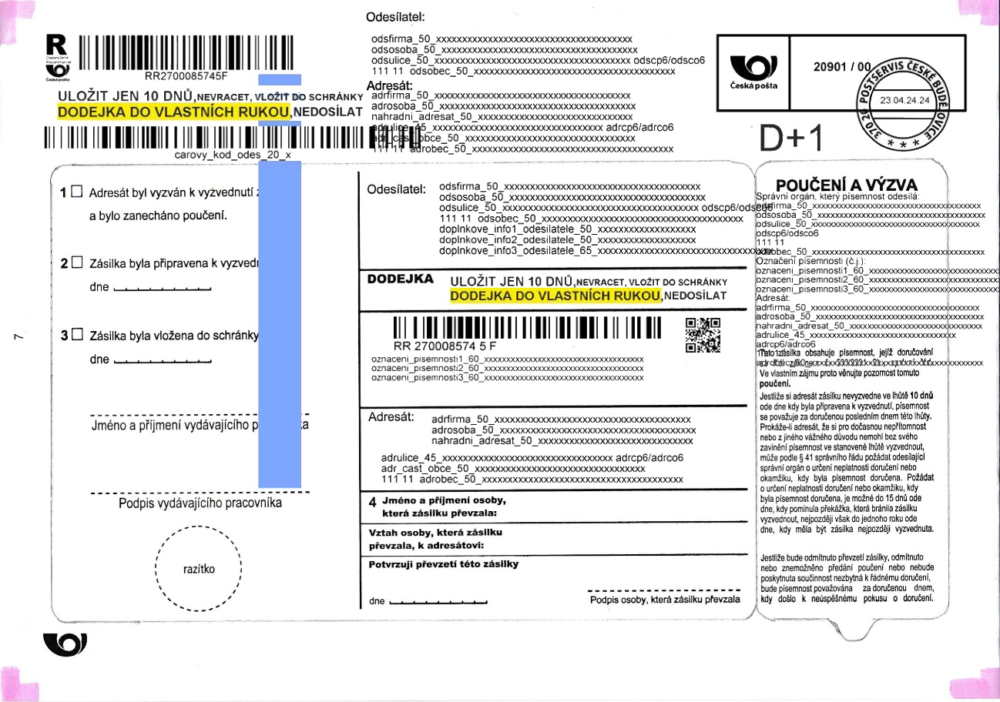 Odesílatel:
odsfirma_50_xxxxxxxxxxxxxxxxxxxxxxxxxxxxxxxxxxxxxx
odsosoba_50_xxxxxxxxxxxxxxxxxxxxxxxxxxxxxxxxxxxxxx
odsulice_50_xxxxxxxxxxxxxxxxxxxxxxxxxxxxxxxxxxxxxx odscp6/odsco6
111 11 odsobec_50_xxxxxxxxxxxxxxxxxxxxxxxxxxxxxxxxxxxxxx
Adresát:
adrfirma_50_xxxxxxxxxxxxxxxxxxxxxxxxxxxxxxxxxxxxxx
adrosoba_50_xxxxxxxxxxxxxxxxxxxxxxxxxxxxxxxxxxxxxx
nahradni_adresat_50_xxxxxxxxxxxxxxxxxxxxxxxxxxxxxx
adrulice_45_xxxxxxxxxxxxxxxxxxxxxxxxxxxxxxxxx adrcp6/adrco6
adr_cast_obce_50_xxxxxxxxxxxxxxxxxxxxxxxxxxxxxxxxx
111 11 adrobec_50_xxxxxxxxxxxxxxxxxxxxxxxxxxxxxxxxxxxxxx
R
Česká pošta
RR2700085745F
ULOŽIT JEN 10 DNŮ,NEVRACET, VLOŽIT DO SCHRÁNKY
DODEJKA DO VLASTNÍCH RUKOU,NEDOSÍLAT
carovy_kod_odes_20_x
Česká pošta
20901 / 00
370 20 POSTSERVIS ČESKÉ BUDĚJOVICE
23.04.24.24
* * *
D+1
1 Adresát byl vyzván k vyzvednutí
a bylo zanecháno poučení.
2 Zásilka byla připravena k
dne
3 Zásilka byla vložena do schránky
dne
Jméno a příjmení vydávajícího
Podpis vydávajícího pracovníka
razítko
7
Odesílatel:
odsfirma_50_xxxxxxxxxxxxxxxxxxxxxxxxxxxxxxxxxxxxxx
odsosoba_50_xxxxxxxxxxxxxxxxxxxxxxxxxxxxxxxxxxxxxx
odsulice_50_xxxxxxxxxxxxxxxxxxxxxxxxxxxxxxxxxxxxxx odscp6/odsco6
111 11 odsobec_50_xxxxxxxxxxxxxxxxxxxxxxxxxxxxxxxxxxxxxx
doplnkove_info1_odesilatele_50_xxxxxxxxxxxxxxxxxxx
doplnkove_info2_odesilatele_50_xxxxxxxxxxxxxxxxxxx
doplnkove_info3_odesilatele_65_xxxxxxxxxxxxxxxxxxxxxxxxxxxxxxxxxx
DODEJKA
ULOŽIT JEN 10 DNŮ,NEVRACET, VLOŽIT DO SCHRÁNKY
DODEJKA DO VLASTNÍCH RUKOU,NEDOSÍLAT
RR 270008574 5 F
oznaceni_pisemnosti1_60_xxxxxxxxxxxxxxxxxxxxxxxxxxxxxxxxxxxx
oznaceni_pisemnosti2_60_xxxxxxxxxxxxxxxxxxxxxxxxxxxxxxxxxxxx
oznaceni_pisemnosti3_60_xxxxxxxxxxxxxxxxxxxxxxxxxxxxxxxxxxxx
Adresát:
adrfirma_50_xxxxxxxxxxxxxxxxxxxxxxxxxxxxxxxxxxxxxx
adrosoba_50_xxxxxxxxxxxxxxxxxxxxxxxxxxxxxxxxxxxxxx
nahradni_adresat_50_xxxxxxxxxxxxxxxxxxxxxxxxxxxxxx
adrulice_45_xxxxxxxxxxxxxxxxxxxxxxxxxxxxxxxxx adrcp6/adrco6
adr_cast_obce_50_xxxxxxxxxxxxxxxxxxxxxxxxxxxxxxxxx
111 11 adrobec_50_xxxxxxxxxxxxxxxxxxxxxxxxxxxxxxxxxxxxxx
4 Jméno a příjmení osoby,
která zásilku převzala:
Vztah osoby, která zásilku
převzala, k adresátovi:
Potvrzuji převzetí této zásilky
dne
Podpis osoby, která zásilku převzala
POUČENÍ A VÝZVA
Správní orgán, který písemnost odesílá:
odsfirma_50_xxxxxxxxxxxxxxxxxxxxxxxxxxxxxxxxxxxxxx
odsosoba_50_xxxxxxxxxxxxxxxxxxxxxxxxxxxxxxxxxxxxxx
odsulice_50_xxxxxxxxxxxxxxxxxxxxxxxxxxxxxxxxxxxxxx
odscp6/odsco6
111 11
odsobec_50_xxxxxxxxxxxxxxxxxxxxxxxxxxxxxxxxxxxxxx
Označení písemnosti (č.j.):
oznaceni_pisemnosti1_60_xxxxxxxxxxxxxxxxxxxxxxxxxxxxx
oznaceni_pisemnosti2_60_xxxxxxxxxxxxxxxxxxxxxxxxxxxxx
oznaceni_pisemnosti3_60_xxxxxxxxxxxxxxxxxxxxxxxxxxxxx
Adresát:
adrfirma_50_xxxxxxxxxxxxxxxxxxxxxxxxxxxxxxxxxxxxxx
adrosoba_50_xxxxxxxxxxxxxxxxxxxxxxxxxxxxxxxxxxxxxx
nahradni_adresat_50_xxxxxxxxxxxxxxxxxxxxxxxxxxxxxx
adrulice_45_xxxxxxxxxxxxxxxxxxxxxxxxxxxxxxxxx
adrcp6/adrco6
Tato zásilka obsahuje písemnost, jejíž doručování
Ve vlastním zájmu proto věnujte pozornost tomuto
poučení.
Jestliže si adresát zásilku nevyzvedne ve lhůtě 10 dnů
ode dne kdy byla připravena k vyzvednutí, písemnost
se považuje za doručenou posledním dnem této lhůty.
Prokáže-li adresát, že si pro dočasnou nepřítomnost
nebo z jiného vážného důvodu nemohl bez svého
zavinění písemnost ve stanovené lhůtě vyzvednout,
může podle § 41 správního řádu požádat odesílající
správní orgán o určení neplatnosti doručení nebo
okamžiku, kdy byla písemnost doručena. Požádat
o určení neplatnosti doručení nebo okamžiku, kdy
byla písemnost doručena, je možné do 15 dnů ode
dne, kdy pominula překážka, která bránila zásilku
vyzvednout, nejpozději však do jednoho roku ode
dne, kdy měla být zásilka nejpozději vyzvednuta.
Jestliže bude odmítnuto převzetí zásilky, odmítnuto
nebo znemožněno předání poučení nebo nebude
poskytnuta součinnost nezbytná k řádnému doručení,
bude písemnost považována za doručenou dnem,
kdy došlo k neúspěšnému pokusu o doručení.